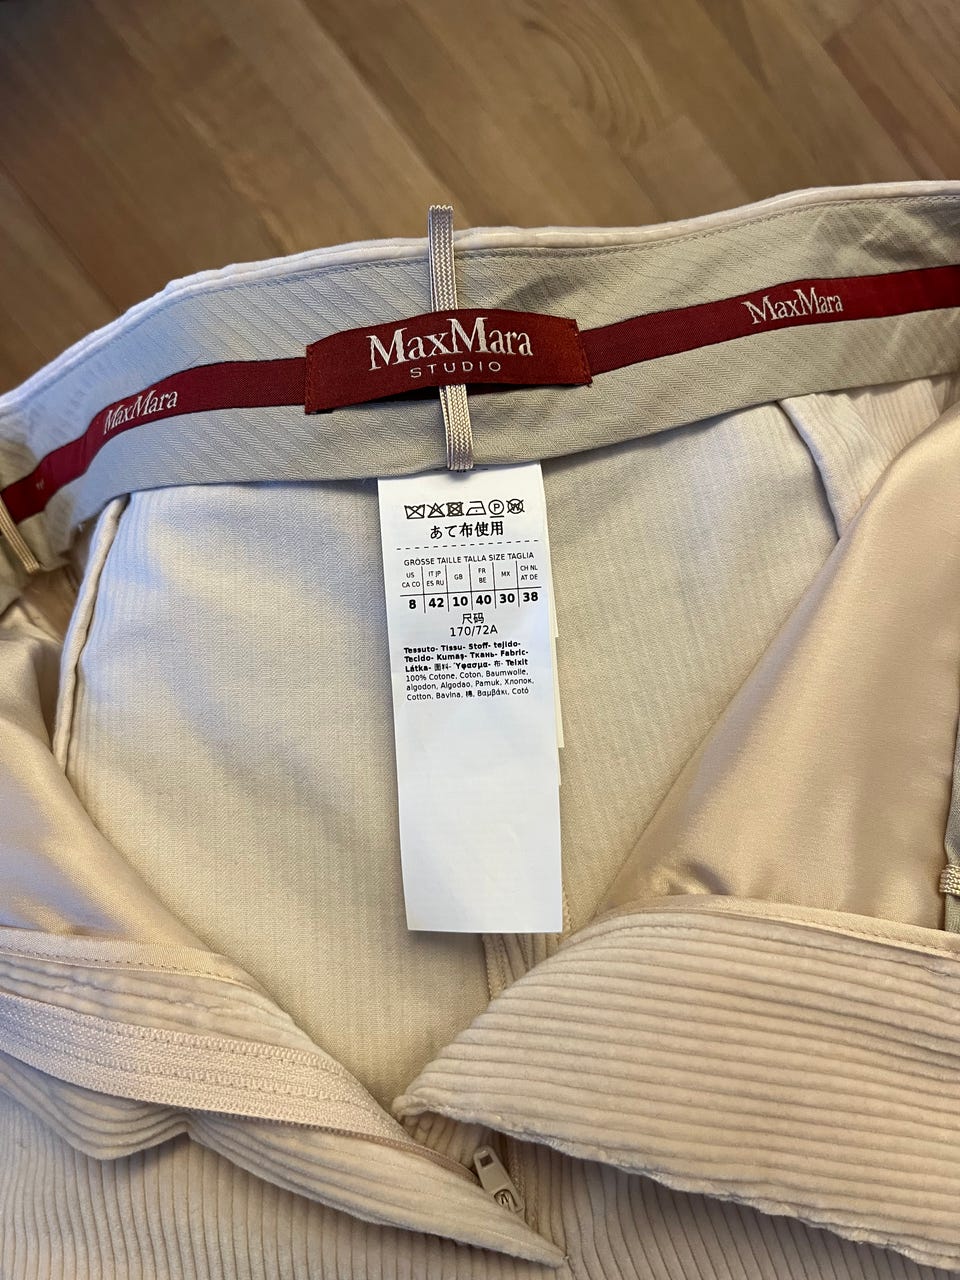 MaxMara
STUDIO
MaxMara
MaxMara
あて布使用
GRÖSSE TAILLE TALLA SIZE TAGLIA
US CA CO IT JP ES RU GB FR BE MX CH NL AT DE
8 42 10 40 30 38
尺码
170/72A
Tessuto- Tissu- Stoff- tejido-
Tecido- Kumaş- Ткань- Fabric-
Látka- 面料- Ύφασμα- 布- Teixit
100% Cotone, Coton, Baumwolle,
algodon, Algodao, Pamuk, Хлопок,
Cotton, Bavlna, 棉, Βαμβάκι, Cotó